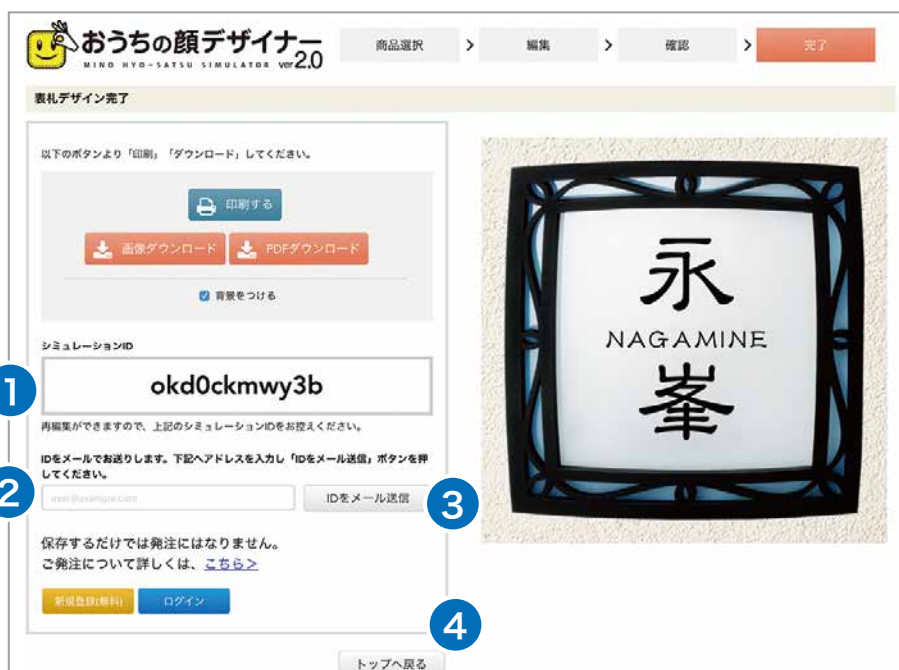 おうちの顔デザイナー
MINO HYO-SATSU SIMULATOR ver2.0
商品選択 > 編集 > 確認 > 完了
表札デザイン完了
以下のボタンより「印刷」「ダウンロード」してください。
印刷する
画像ダウンロード PDFダウンロード
背景をつける
シミュレーションID
1
okd0ckmwy3b
再編集ができますので、上記のシミュレーションIDをお控えください。
IDをメールでお送りします。下記へアドレスを入力し「IDをメール送信」ボタンを押
してください。
2
user@example.com
IDをメール送信
3
保存するだけでは発注にはなりません。
ご発注について詳しくは、こちら>
新規登録(無料) ログイン
4
トップへ戻る
永
NAGAMINE
峯